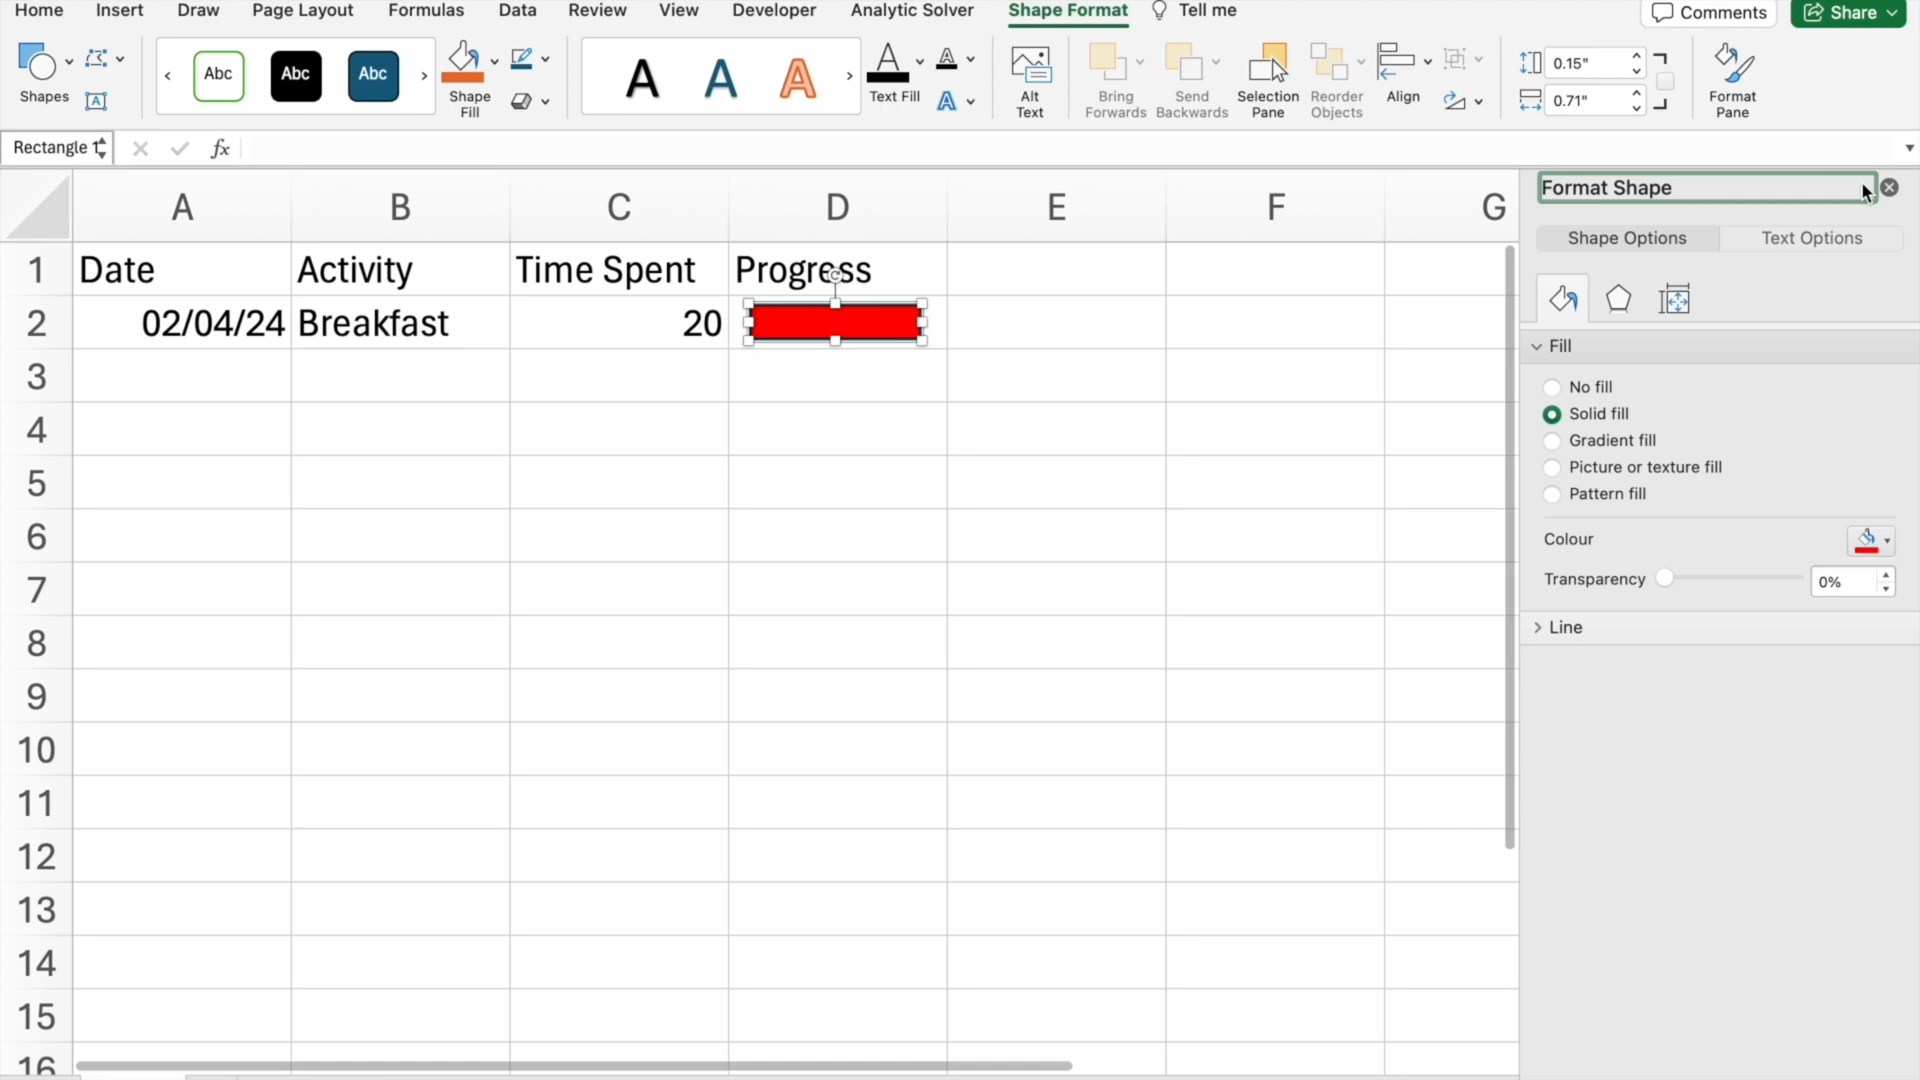 Home Insert Draw Page Layout Formulas Data Review View Developer Analytic Solver Shape Format Tell me Comments Share
Shapes
Abc Abc Abc
Shape
Fill
A A A
A
Text Fill
A
A
A
Alt
Text
Bring
Forwards
Send
Backwards
Selection
Pane
Reorder
Objects
Align
0.15"
0.71"
Format
Pane
Rectangle 1
fx
A B C D E F G
1 Date Activity Time Spent Progress
2 02/04/24 Breakfast 20
3
4
5
6
7
8
9
10
11
12
13
14
15
16
Format Shape
Shape Options Text Options
Fill
No fill
Solid fill
Gradient fill
Picture or texture fill
Pattern fill
Colour
Transparency 0%
Line